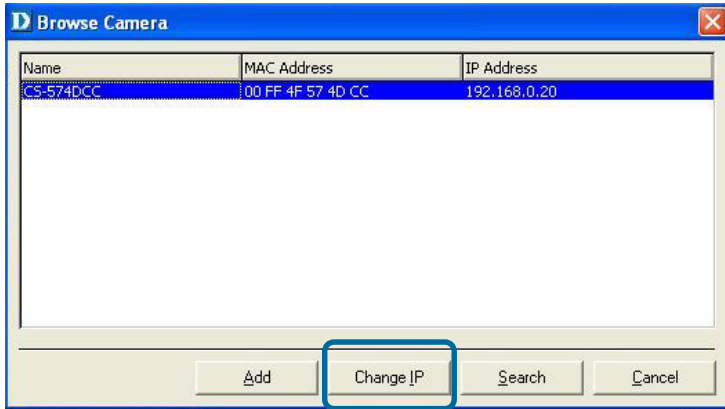 D Browse Camera
Name MAC Address IP Address
CS-574DCC 00 FF 4F 57 4D CC 192.168.0.20
Add Change IP Search Cancel